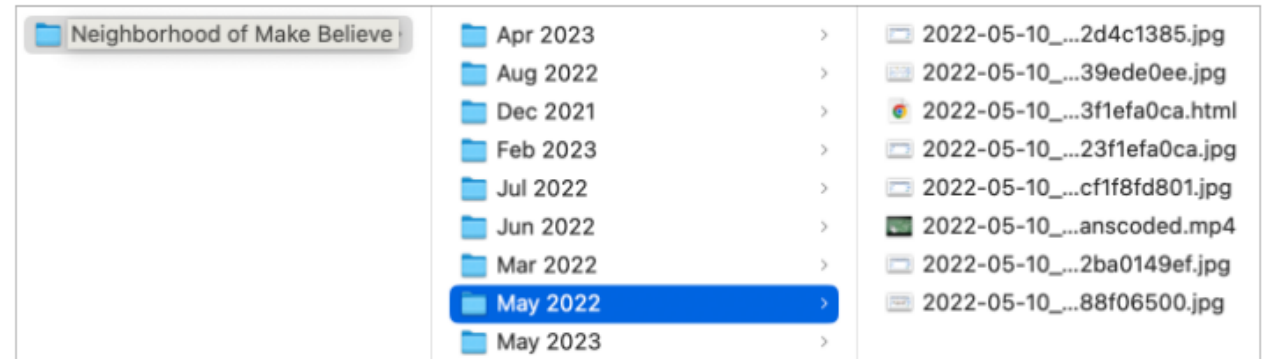 Neighborhood of Make Believe
Apr 2023
Aug 2022
Dec 2021
Feb 2023
Jul 2022
Jun 2022
Mar 2022
May 2022
May 2023
2022-05-10_...2d4c1385.jpg
2022-05-10_...39ede0ee.jpg
2022-05-10_...3f1efa0ca.html
2022-05-10_...23f1efa0ca.jpg
2022-05-10_...cf1f8fd801.jpg
2022-05-10_...anscoded.mp4
2022-05-10_...2ba0149ef.jpg
2022-05-10_...88f06500.jpg